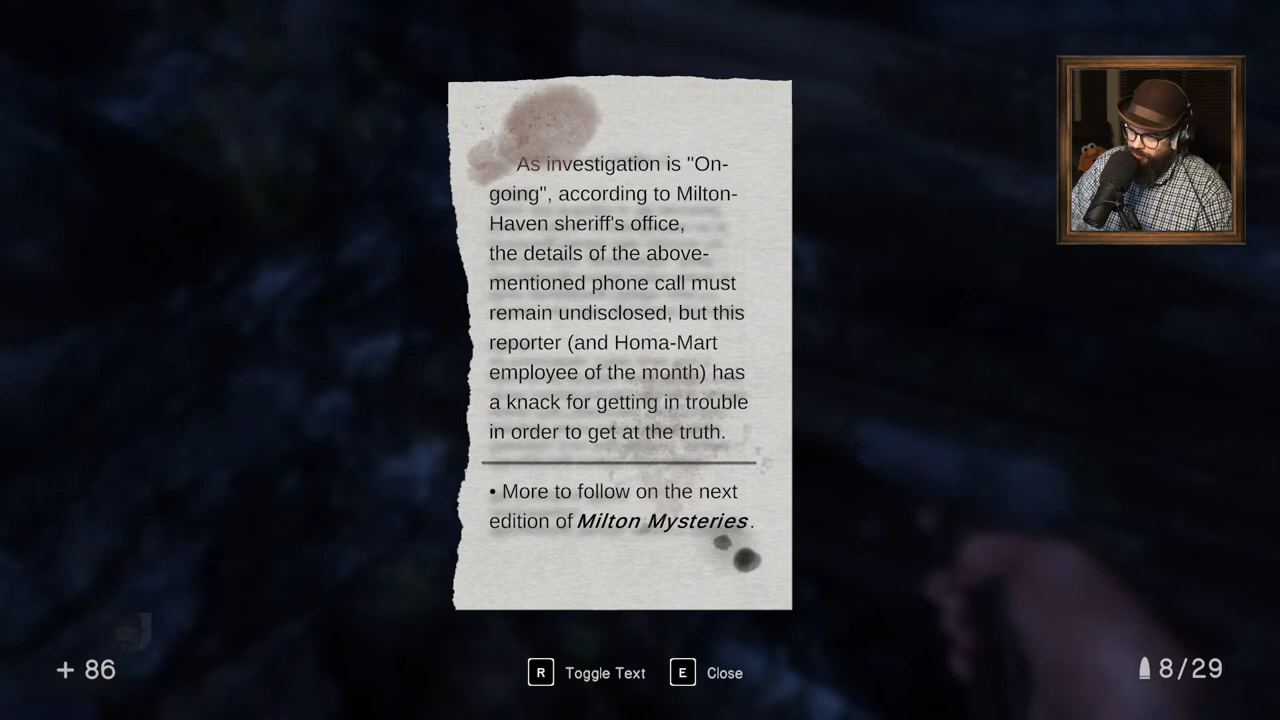 As investigation is "On-
going", according to Milton-
Haven sheriff's office,
the details of the above-
mentioned phone call must
remain undisclosed, but this
reporter (and Homa-Mart
employee of the month) has
a knack for getting in trouble
in order to get at the truth.
• More to follow on the next
edition of Milton Mysteries.
+ 86
R Toggle Text E Close
8/29